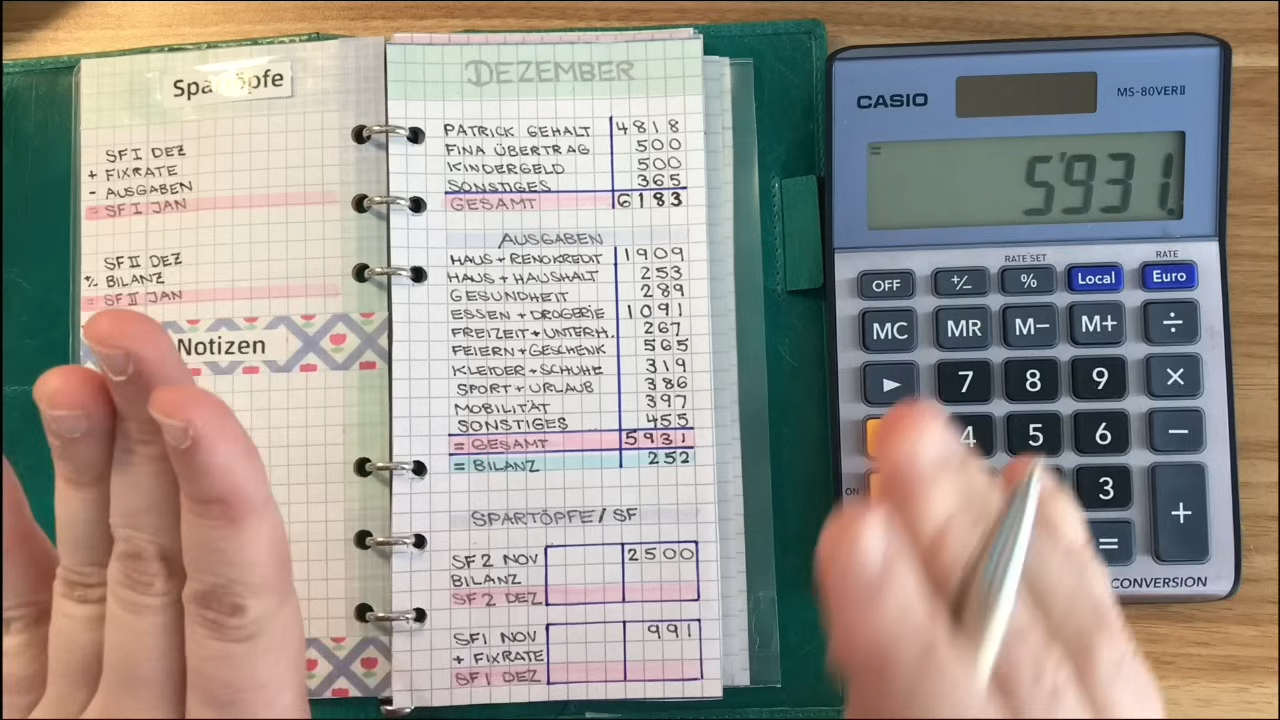 Spartöpfe
SF I DEZ
+ FIXRATE
- AUSGABEN
= SF I JAN
SF II DEZ
+/- BILANZ
= SF II JAN
Notizen
DEZEMBER
PATRICK GEHALT 4818
FINA ÜBERTRAG 500
KINDERGELD 500
SONSTIGES 365
GESAMT 6183
AUSGABEN
HAUS + RENOKREDIT 1909
HAUS + HAUSHALT 253
GESUNDHEIT 289
ESSEN + DROGERIE 1091
FREIZEIT + UNTERH. 267
FEIERN + GESCHENK 565
KLEIDER + SCHUHE 319
SPORT + URLAUB 386
MOBILITÄT 397
SONSTIGES 455
= GESAMT 5931
= BILANZ 252
SPARTÖPFE / SF
SF 2 NOV 2500
BILANZ
SF 2 DEZ
SF1 NOV 991
+ FIXRATE
SF 1 DEZ
CASIO MS-80VERII
= 5'931.
RATE SET RATE
OFF +/- % Local Euro
MC MR M− M+ ÷
▶ 7 8 9 ×
4 5 6 −
ON 3 +
=
CONVERSION